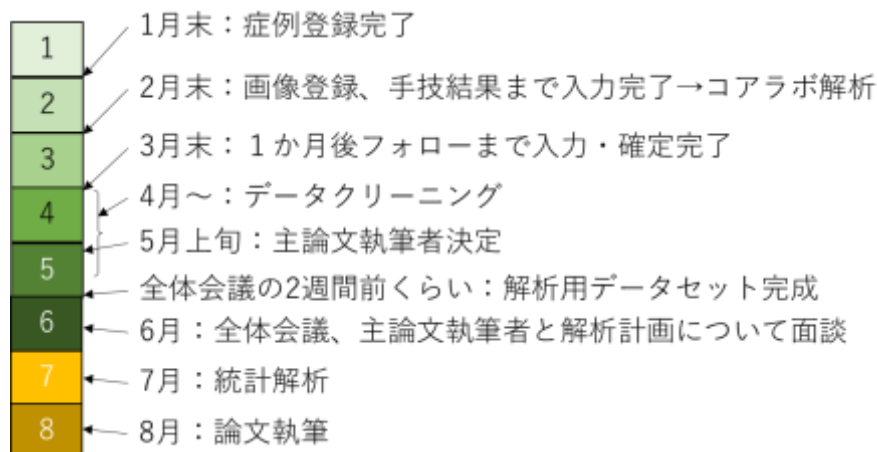 1
1月末：症例登録完了
2
2月末：画像登録、手技結果まで入力完了→コアラボ解析
3
3月末：１か月後フォローまで入力・確定完了
4
4月～：データクリーニング
5月上旬：主論文執筆者決定
5
全体会議の2週間前くらい：解析用データセット完成
6
6月：全体会議、主論文執筆者と解析計画について面談
7
7月：統計解析
8
8月：論文執筆